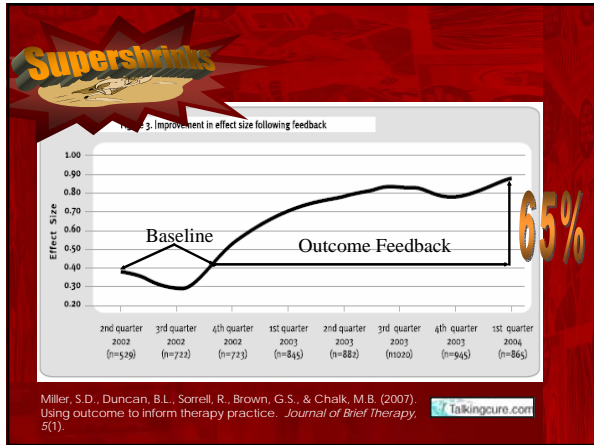 Supershrinks
3. Improvement in effect size following feedback
1.00
0.90
0.80
0.70
0.60
0.50
0.40
0.30
0.20
Effect Size
Baseline
Outcome Feedback
65%
2nd quarter
2002
(n=529)
3rd quarter
2002
(n=722)
4th quarter
2002
(n=723)
1st quarter
2003
(n=845)
2nd quarter
2003
(n=882)
3rd quarter
2003
(n1020)
4th quarter
2003
(n=945)
1st quarter
2004
(n=865)
Miller, S.D., Duncan, B.L., Sorrell, R., Brown, G.S., & Chalk, M.B. (2007).
Using outcome to inform therapy practice. Journal of Brief Therapy,
5(1).
Talkingcure.com